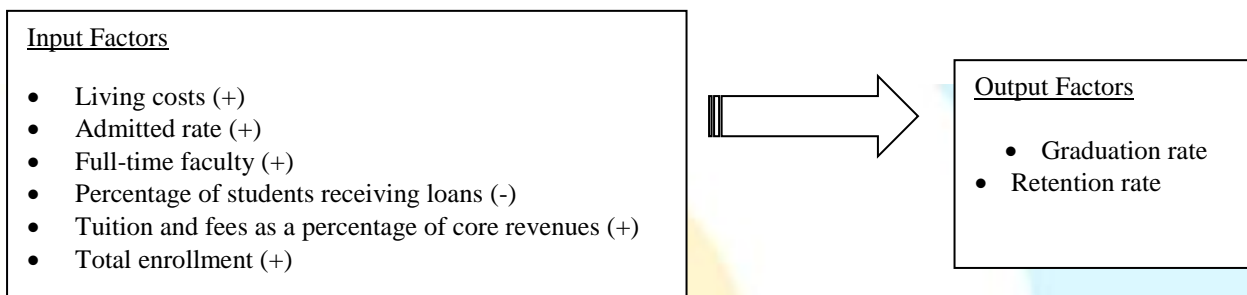 Input Factors
• Living costs (+)
• Admitted rate (+)
• Full-time faculty (+)
• Percentage of students receiving loans (-)
• Tuition and fees as a percentage of core revenues (+)
• Total enrollment (+)
Output Factors
• Graduation rate
• Retention rate